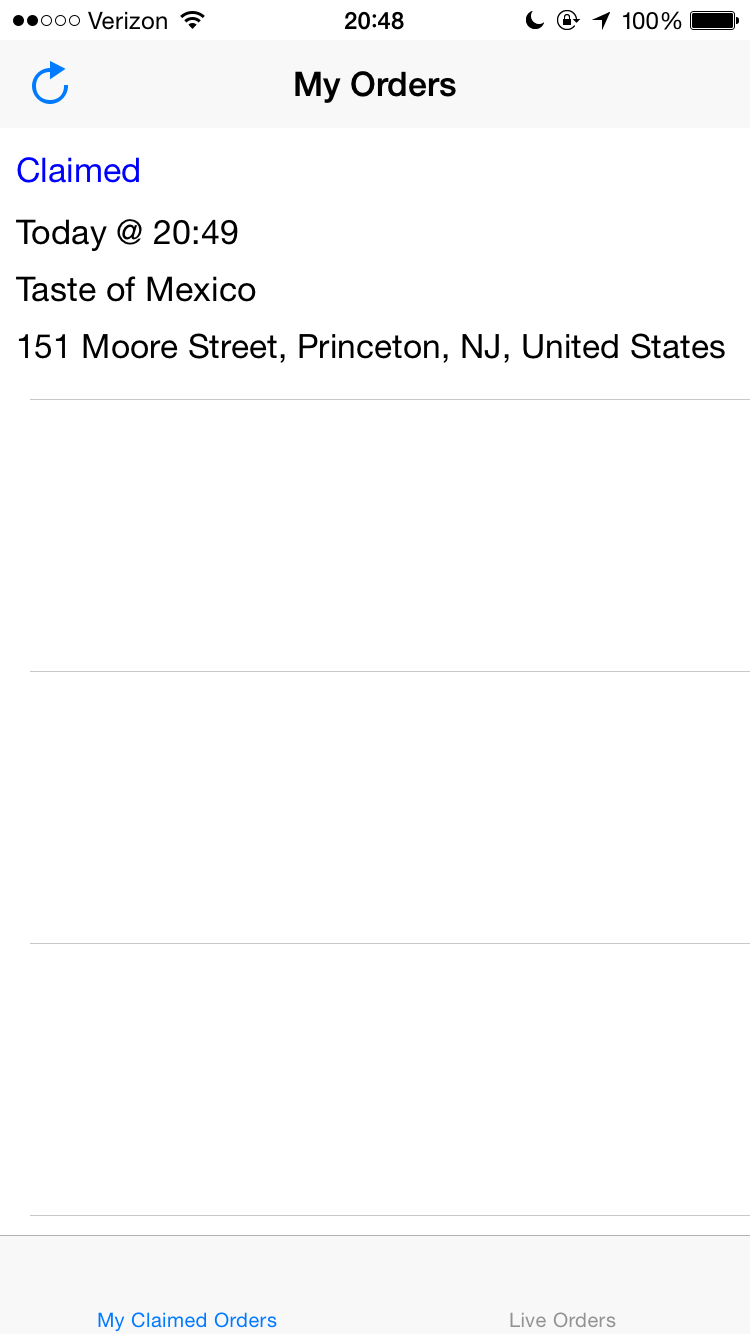 Verizon 20:48 100%
My Orders
Claimed
Today @ 20:49
Taste of Mexico
151 Moore Street, Princeton, NJ, United States
My Claimed Orders Live Orders